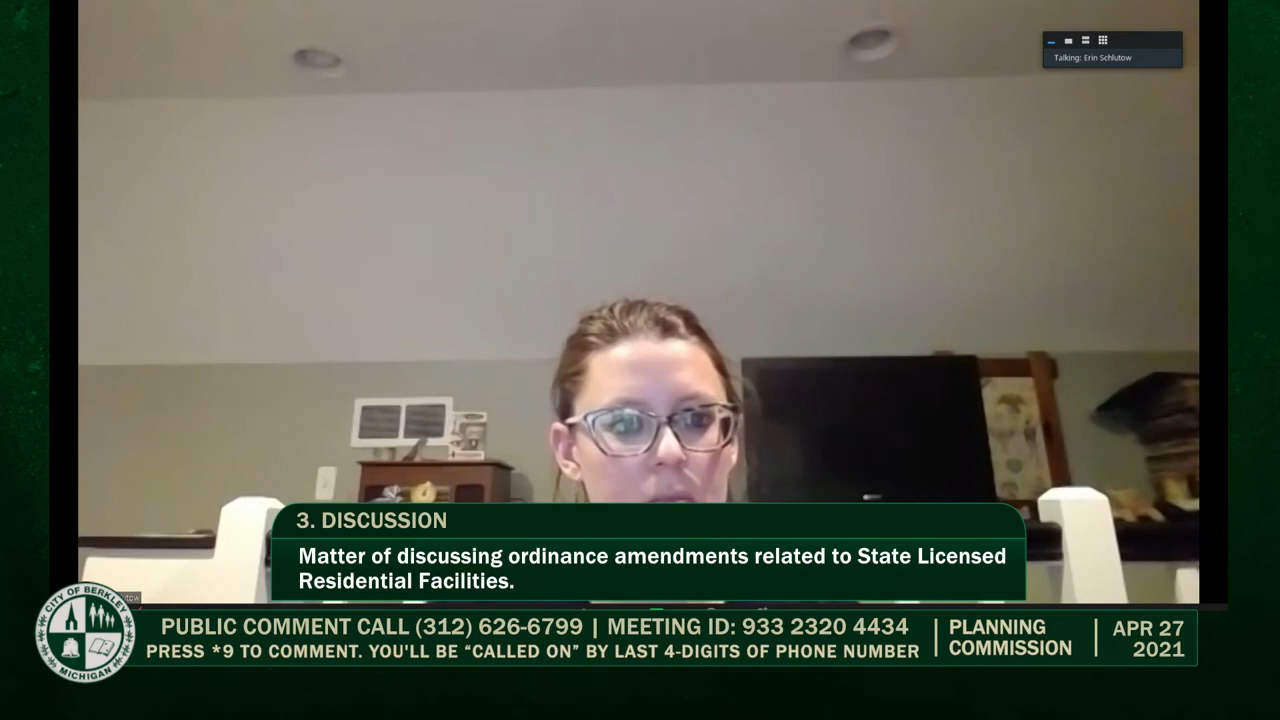 Talking: Erin Schlutow
3. DISCUSSION
Matter of discussing ordinance amendments related to State Licensed
Residential Facilities.
CITY OF BERKLEY
MICHIGAN
PUBLIC COMMENT CALL (312) 626-6799 | MEETING ID: 933 2320 4434
PRESS *9 TO COMMENT. YOU'LL BE “CALLED ON” BY LAST 4-DIGITS OF PHONE NUMBER
PLANNING
COMMISSION
APR 27
2021